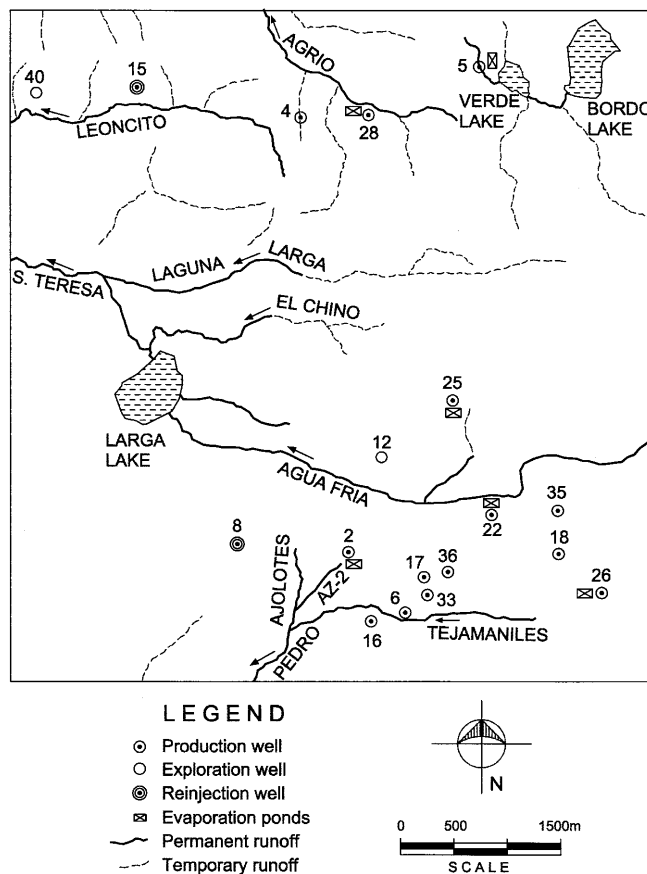 40
15
AGRIO
5
VERDE
LAKE
BORDO
LAKE
LEONCITO
4
28
S. TERESA
LAGUNA
LARGA
EL CHINO
LARGA
LAKE
25
12
AGUA FRIA
22
35
18
8
2
17
36
26
AJOLOTES
AZ-2
6
33
16
PEDRO
TEJAMANILES
LEGEND
Production well
Exploration well
Reinjection well
Evaporation ponds
Permanent runoff
Temporary runoff
N
0 500 1500m
SCALE